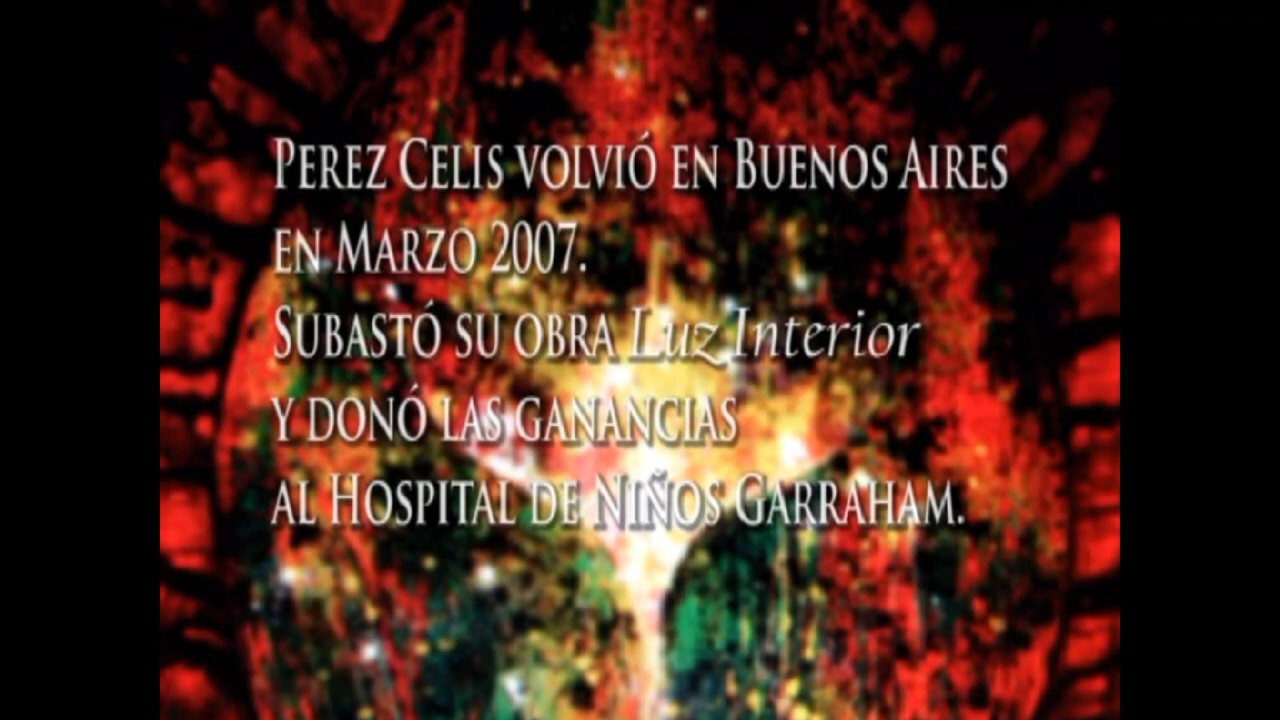 PEREZ CELIS VOLVIÓ EN BUENOS AIRES
EN MARZO 2007.
SUBASTÓ SU OBRA Luz Interior
Y DONÓ LAS GANANCIAS
AL HOSPITAL DE NIÑOS GARRAHAM.